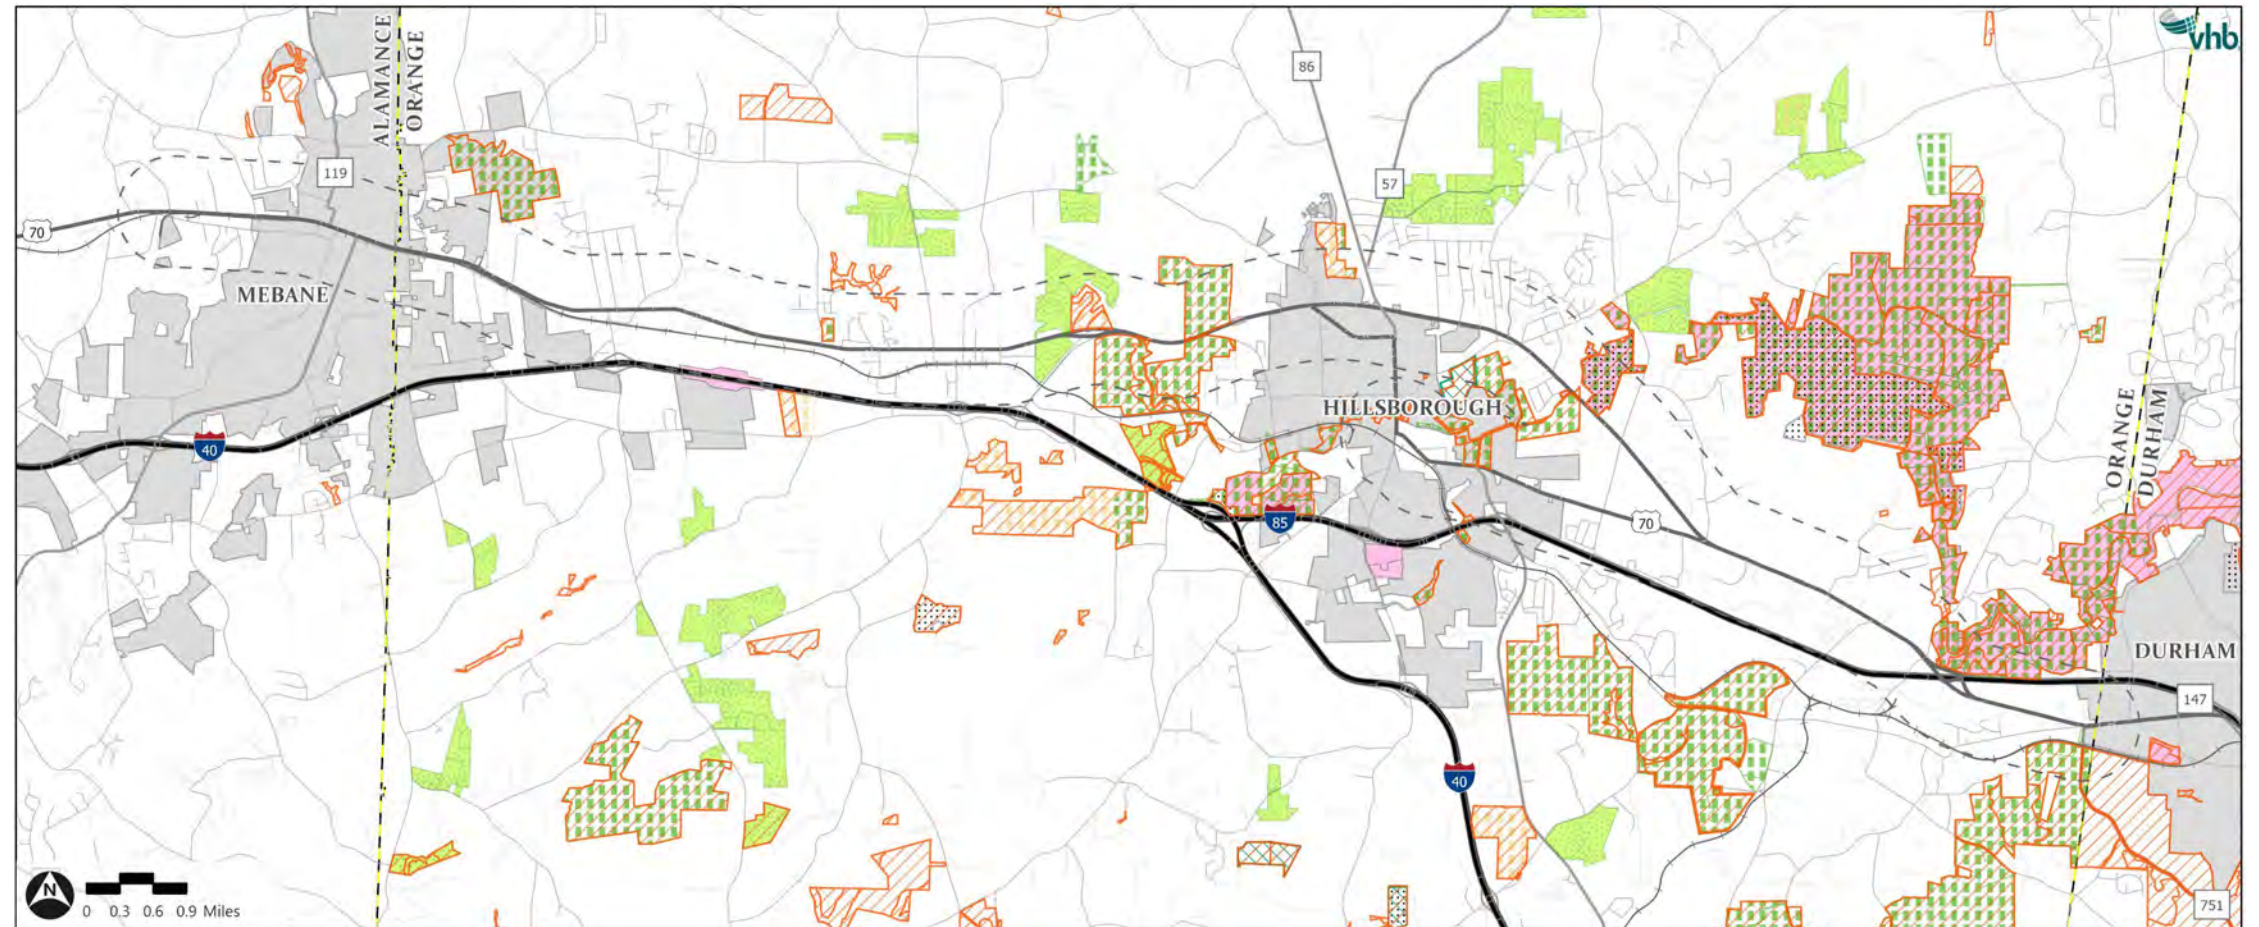 vhb
ALAMANCE
ORANGE
86
119
57
70
MEBANE
HILLSBOROUGH
40
85
70
ORANGE
DURHAM
DURHAM
147
40
751
N
0 0.3 0.6 0.9 Miles